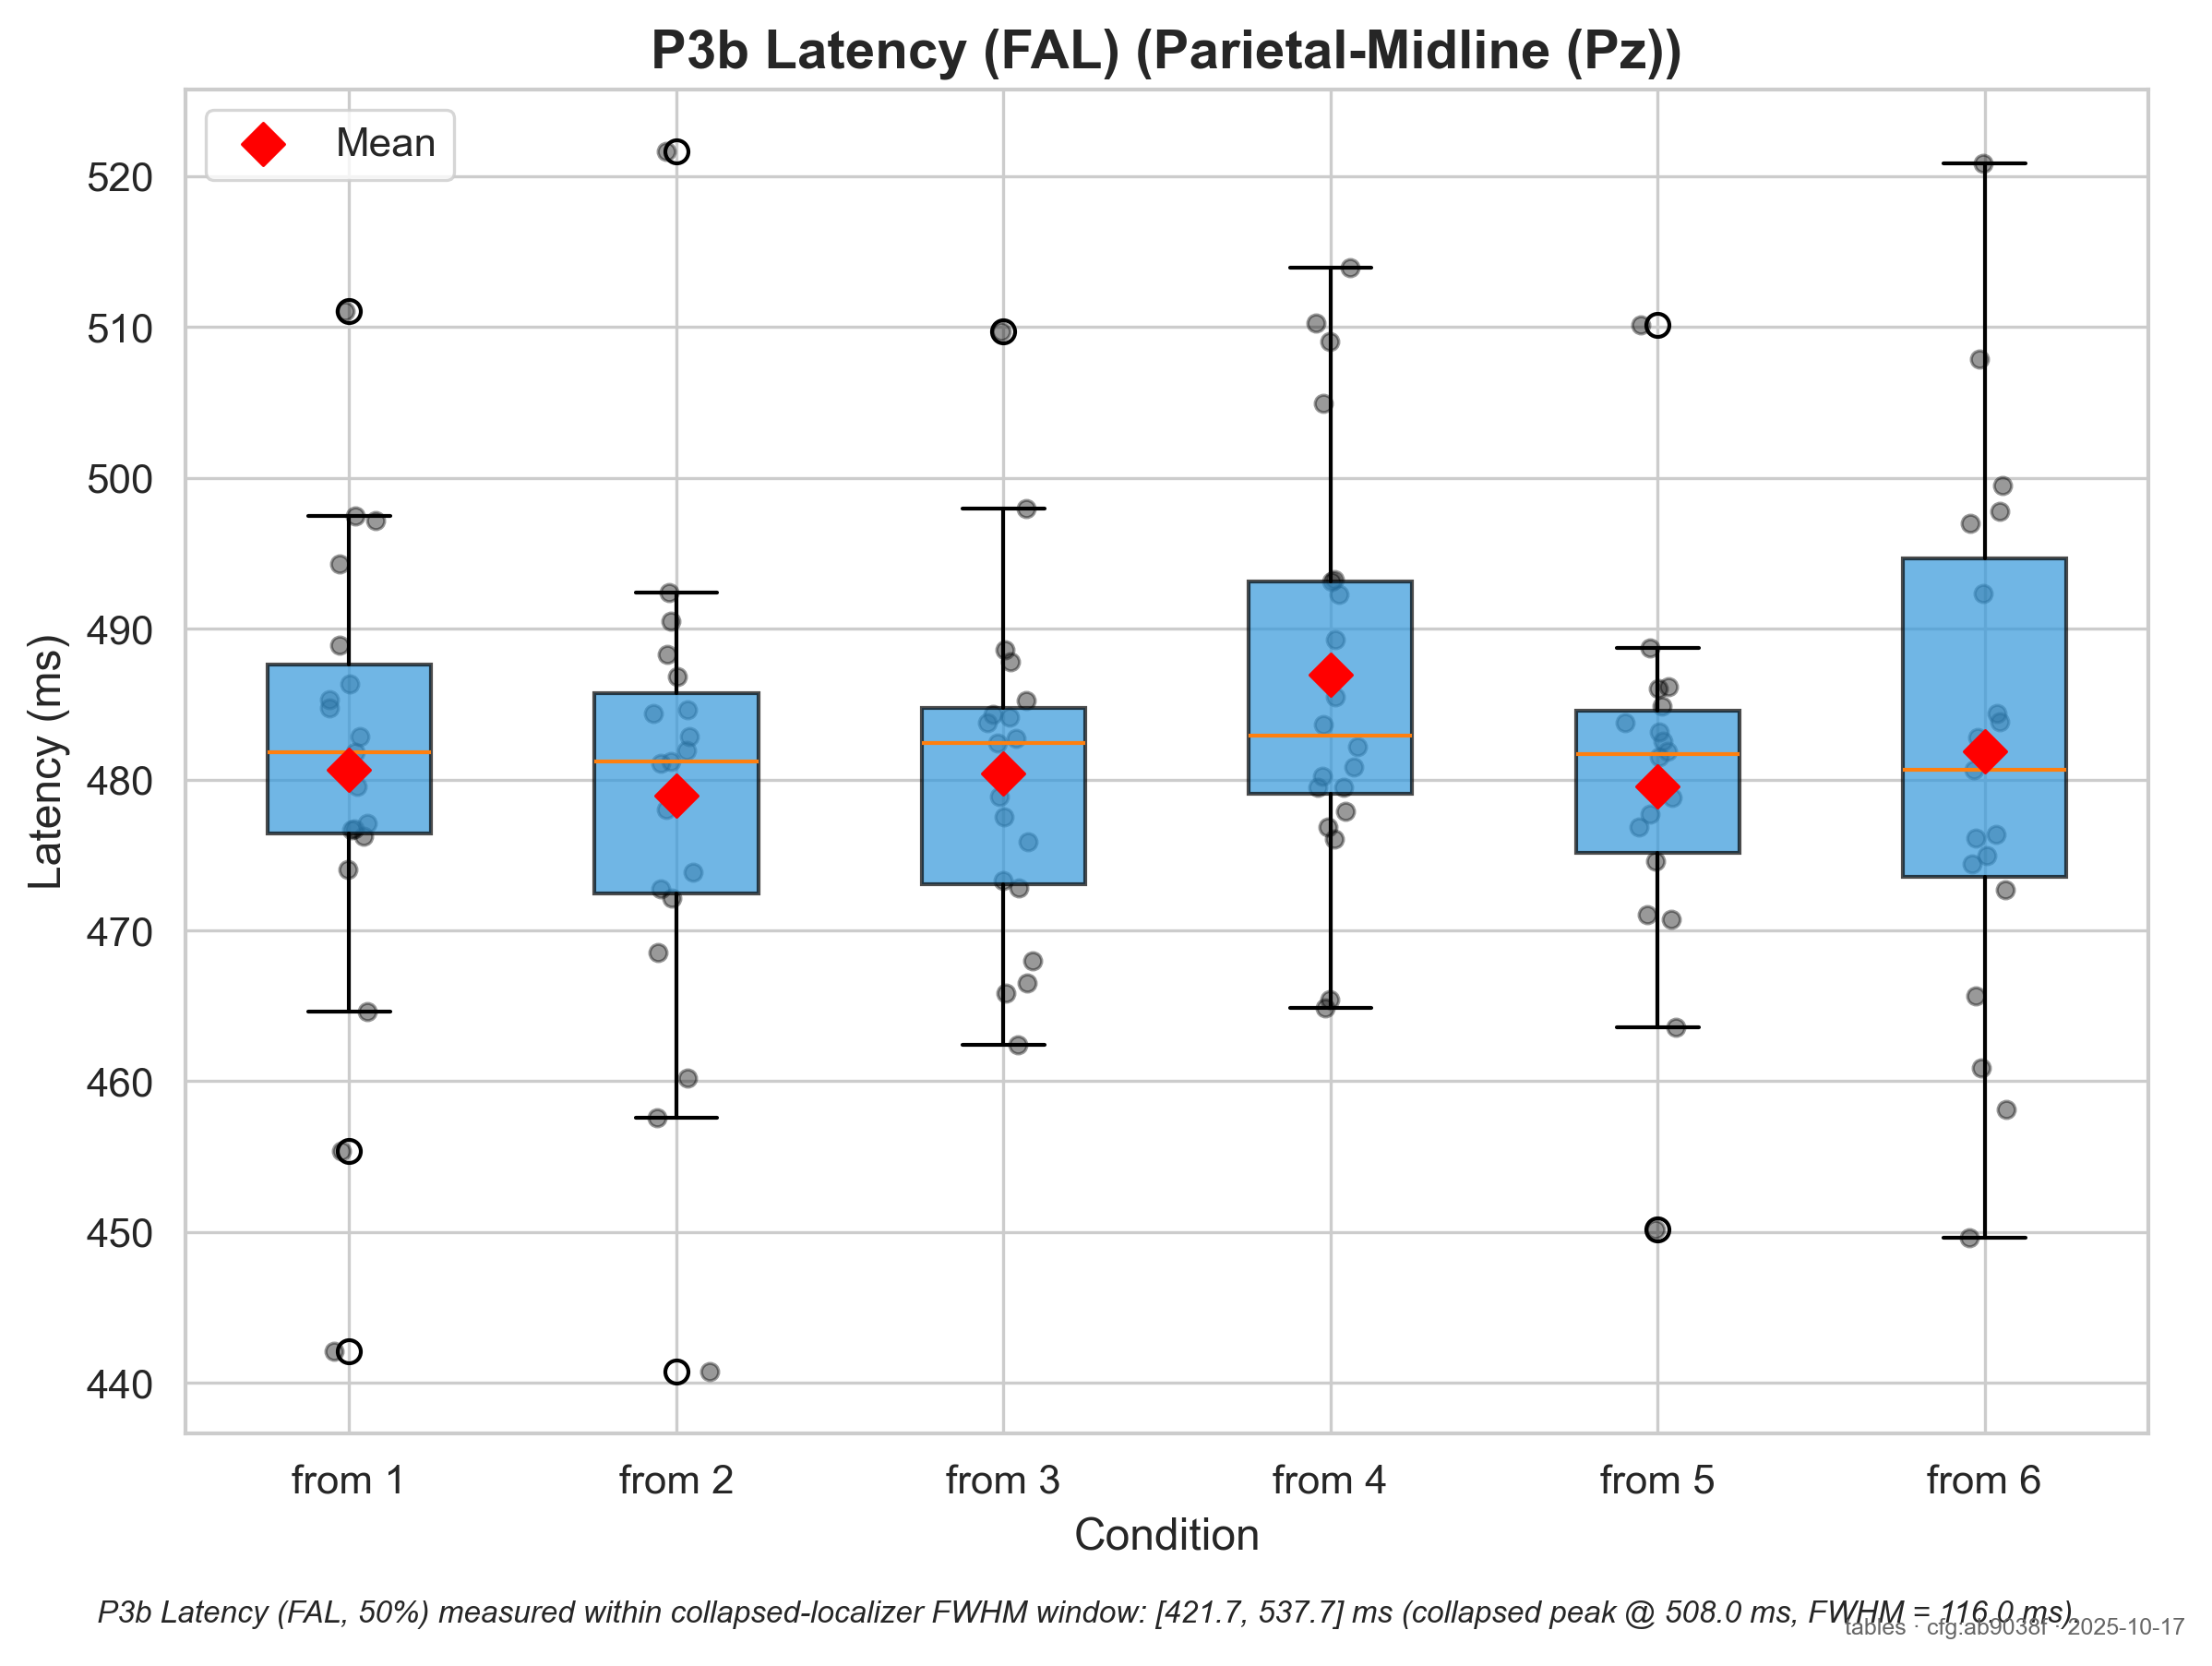 P3b Latency (FAL) (Parietal-Midline (Pz))
Mean
520
510
500
490
480
470
460
450
440
Latency (ms)
from 1 from 2 from 3 from 4 from 5 from 6
Condition
P3b Latency (FAL, 50%) measured within collapsed-localizer FWHM window: [421.7, 537.7] ms (collapsed peak @ 508.0 ms, FWHM = 116.0 ms).
tables · cfg:ab9038f · 2025-10-17